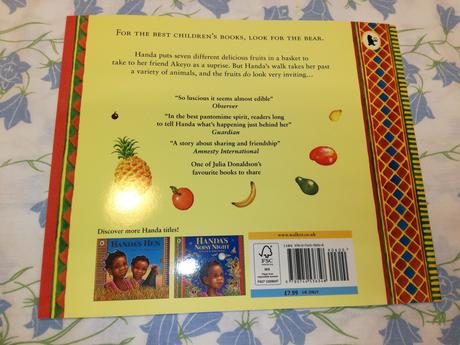 FOR THE BEST CHILDREN'S BOOKS, LOOK FOR THE BEAR.
Handa puts seven different delicious fruits in a basket to
take to her friend Akeyo as a suprise. But Handa's walk takes her past
a variety of animals, and the fruits do look very inviting...
"So luscious it seems almost edible"
Observer
"In the best pantomime spirit, readers long
to tell Handa what's happening just behind her"
Guardian
"A story about sharing and friendship"
Amnesty International
One of Julia Donaldson's
favourite books to share
Discover more Handa titles!
HANDA'S HEN
HANDA'S
NOISY NIGHT
www.walker.co.uk
FSC
MIX
£7.99 UK ONLY